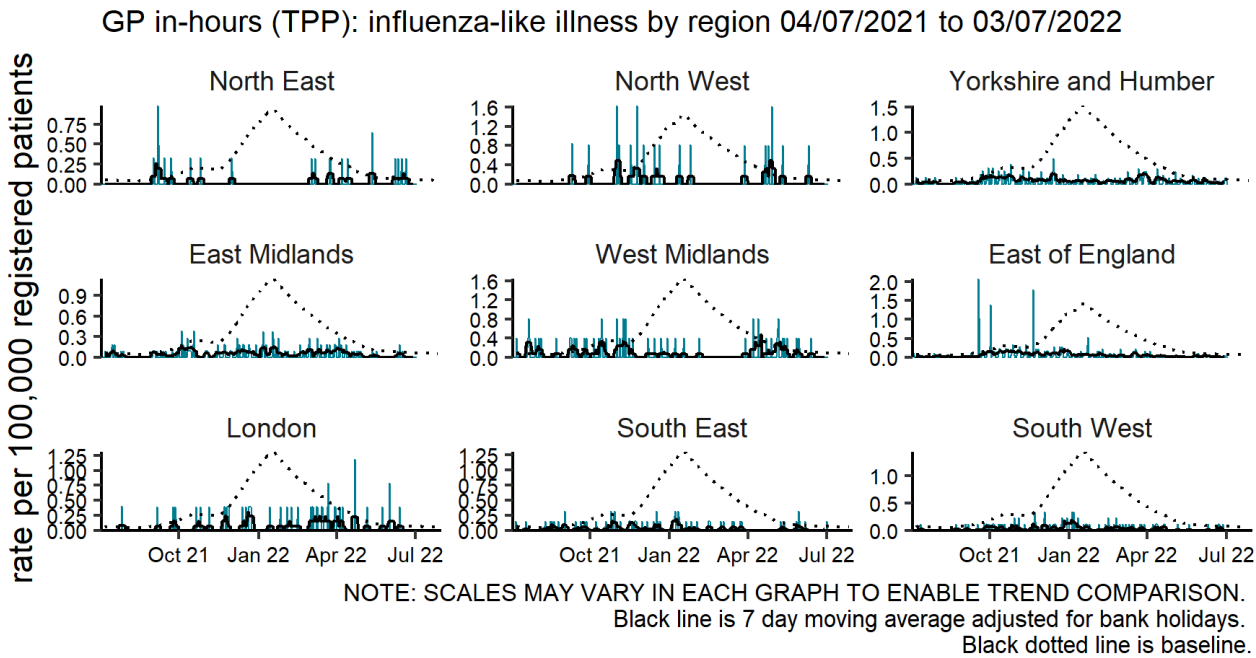 GP in-hours (TPP): influenza-like illness by region 04/07/2021 to 03/07/2022
rate per 100,000 registered patients
North East
0.75
0.50
0.25
0.00
North West
1.6
1.2
0.8
0.4
0.0
Yorkshire and Humber
1.5
1.0
0.5
0.0
East Midlands
0.9
0.6
0.3
0.0
West Midlands
1.6
1.2
0.8
0.4
0.0
East of England
2.0
1.5
1.0
0.5
0.0
London
1.25
1.00
0.75
0.50
0.25
0.00
Oct 21 Jan 22 Apr 22 Jul 22
South East
1.25
1.00
0.75
0.50
0.25
0.00
Oct 21 Jan 22 Apr 22 Jul 22
South West
1.0
0.5
0.0
Oct 21 Jan 22 Apr 22 Jul 22
NOTE: SCALES MAY VARY IN EACH GRAPH TO ENABLE TREND COMPARISON.
Black line is 7 day moving average adjusted for bank holidays.
Black dotted line is baseline.